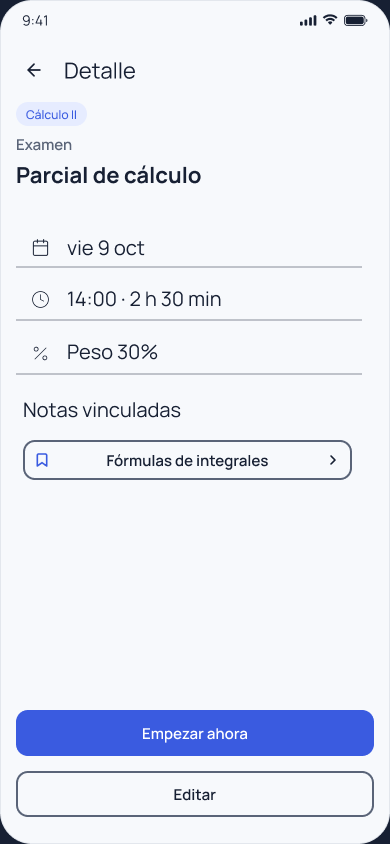 9:41
Detalle
Cálculo II
Examen
Parcial de cálculo
vie 9 oct
14:00 · 2 h 30 min
Peso 30%
Notas vinculadas
Fórmulas de integrales
Empezar ahora
Editar